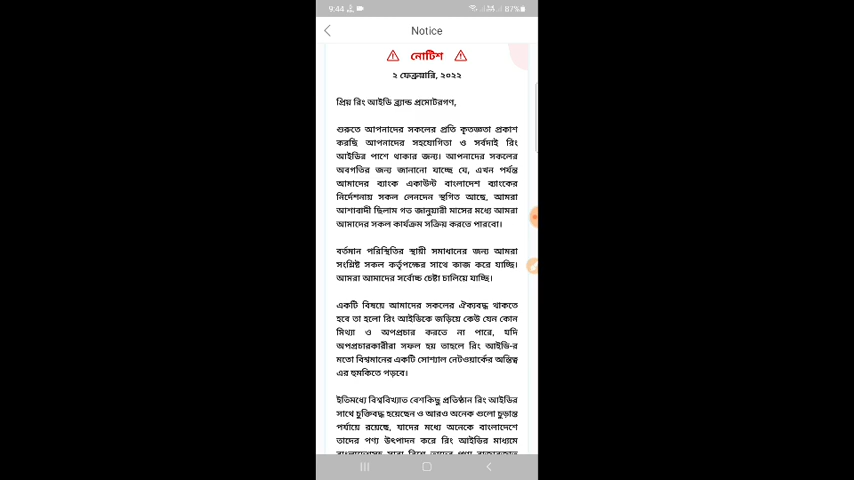 9:44
87%
Notice
নোটিশ
২ ফেব্রুয়ারি, ২০২২
প্রিয় রিং আইডি ব্র্যান্ড প্রমোটরগণ,
শুরুতে আপনাদের সকলের প্রতি কৃতজ্ঞতা প্রকাশ
করছি আপনাদের সহযোগিতা ও সর্বদাই রিং
আইডির পাশে থাকার জন্য। আপনাদের সকলের
অবগতির জন্য জানানো যাচ্ছে যে, এখন পর্যন্ত
আমাদের ব্যাংক একাউন্ট বাংলাদেশ ব্যাংকের
নির্দেশনায় সকল লেনদেন স্থগিত আছে, আমরা
আশাবাদী ছিলাম গত জানুয়ারী মাসের মধ্যে আমরা
আমাদের সকল কার্যক্রম সক্রিয় করতে পারবো।
বর্তমান পরিস্থিতির স্থায়ী সমাধানের জন্য আমরা
সংশ্লিষ্ট সকল কর্তৃপক্ষের সাথে কাজ করে যাচ্ছি।
আমরা আমাদের সর্বোচ্চ চেষ্টা চালিয়ে যাচ্ছি।
একটি বিষয়ে আমাদের সকলের ঐক্যবদ্ধ থাকতে
হবে তা হলো রিং আইডিকে জড়িয়ে কেউ যেন কোন
মিথ্যা ও অপপ্রচার করতে না পারে, যদি
অপপ্রচারকারীরা সফল হয় তাহলে রিং আইডি-র
মতো বিশ্বমানের একটি সোশ্যাল নেটওয়ার্কের অস্তিত্ব
এর হুমকিতে পড়বে।
ইতিমধ্যে বিশ্ববিখ্যাত বেশকিছু প্রতিষ্ঠান রিং আইডির
সাথে চুক্তিবদ্ধ হয়েছেন ও আরও অনেক গুলো চুড়ান্ত
পর্যায়ে রয়েছে, যাদের মধ্যে অনেকে বাংলাদেশে
তাদের পণ্য উৎপাদন করে রিং আইডির মাধ্যমে